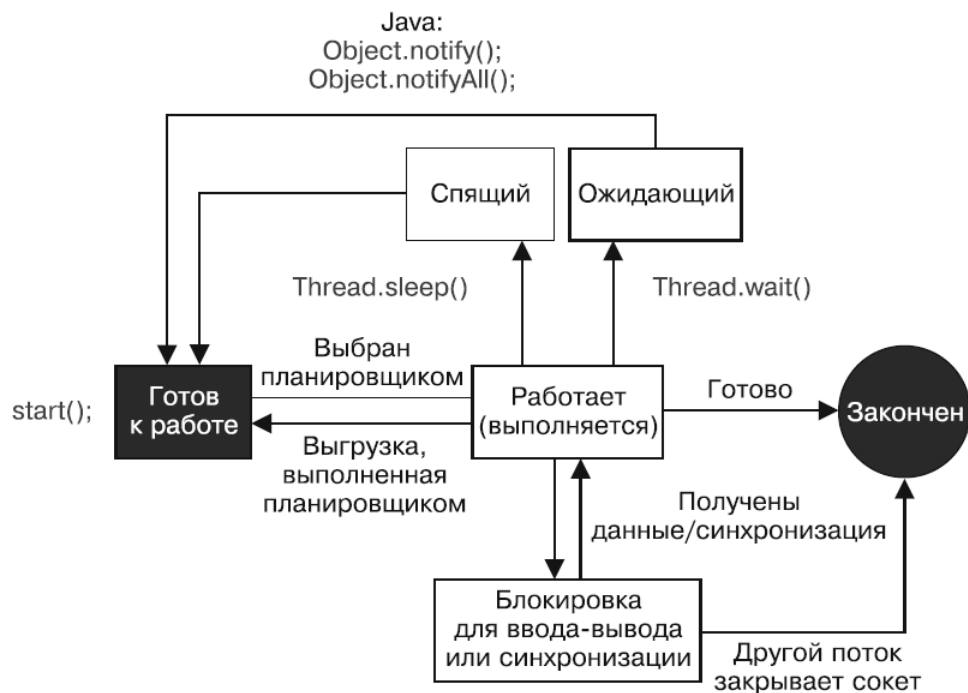 Java:
Object.notify();
Object.notifyAll();
Спящий
Ожидающий
Thread.sleep()
Thread.wait()
start();
Готов
к работе
Выбран
планировщиком
Выгрузка,
выполненная
планировщиком
Работает
(выполняется)
Готово
Закончен
Получены
данные/синхронизация
Блокировка
для ввода-вывода
или синхронизации
Другой поток
закрывает сокет